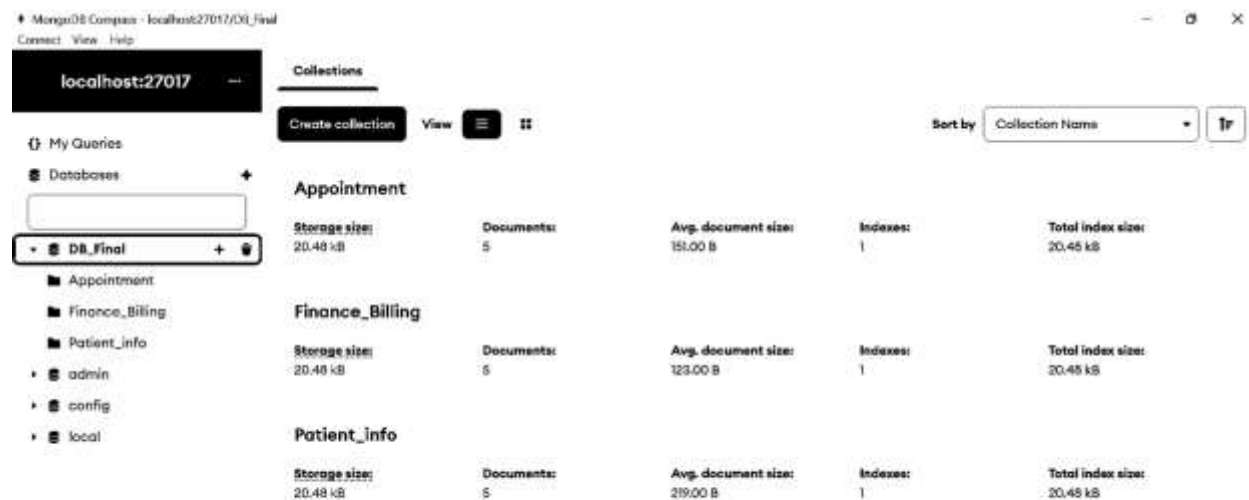 MongoDB Compass - localhost:27017/DB_Final
Connect View Help
localhost:27017 ...
Collections
Create collection View
Sort by Collection Name
{} My Queries
Databases +
Appointment
Storage size: Documents: Avg. document size: Indexes: Total index size:
20.48 kB 5 151.00 B 1 20.48 kB
DB_Final +
Appointment
Finance_Billing
Patient_info
admin
config
local
Finance_Billing
Storage size: Documents: Avg. document size: Indexes: Total index size:
20.48 kB 5 123.00 B 1 20.48 kB
Patient_info
Storage size: Documents: Avg. document size: Indexes: Total index size:
20.48 kB 5 219.00 B 1 20.48 kB